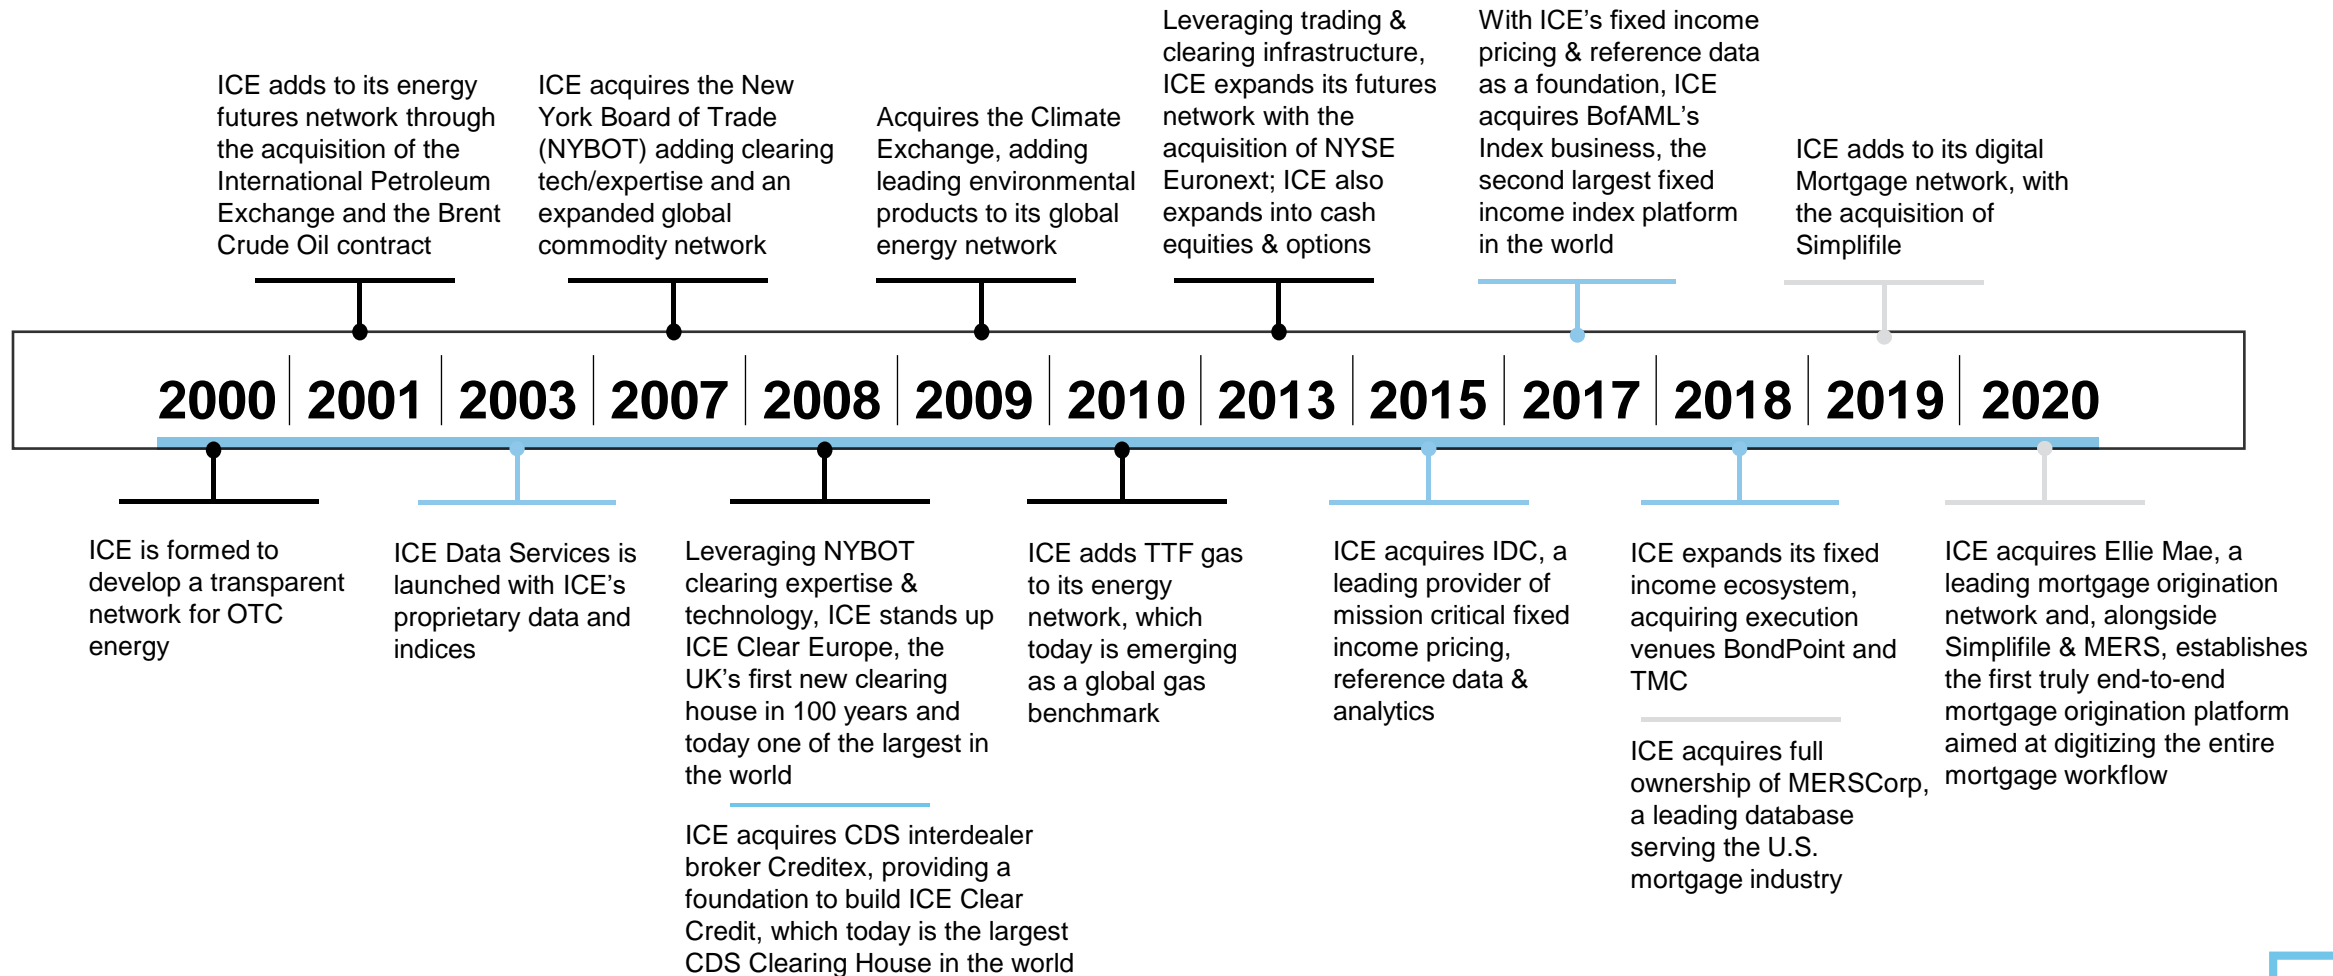 ICE adds to its energy
futures network through
the acquisition of the
International Petroleum
Exchange and the Brent
Crude Oil contract
ICE acquires the New
York Board of Trade
(NYBOT) adding clearing
tech/expertise and an
expanded global
commodity network
Acquires the Climate
Exchange, adding
leading environmental
products to its global
energy network
Leveraging trading &
clearing infrastructure,
ICE expands its futures
network with the
acquisition of NYSE
Euronext; ICE also
expands into cash
equities & options
With ICE’s fixed income
pricing & reference data
as a foundation, ICE
acquires BofAML’s
Index business, the
second largest fixed
income index platform
in the world
ICE adds to its digital
Mortgage network, with
the acquisition of
Simplifile
2000 2001 2003 2007 2008 2009 2010 2013 2015 2017 2018 2019 2020
ICE is formed to
develop a transparent
network for OTC
energy
ICE Data Services is
launched with ICE’s
proprietary data and
indices
Leveraging NYBOT
clearing expertise &
technology, ICE stands up
ICE Clear Europe, the
UK’s first new clearing
house in 100 years and
today one of the largest in
the world
ICE acquires CDS interdealer
broker Creditex, providing a
foundation to build ICE Clear
Credit, which today is the largest
CDS Clearing House in the world
ICE adds TTF gas
to its energy
network, which
today is emerging
as a global gas
benchmark
ICE acquires IDC, a
leading provider of
mission critical fixed
income pricing,
reference data &
analytics
ICE expands its fixed
income ecosystem,
acquiring execution
venues BondPoint and
TMC
ICE acquires full
ownership of MERSCorp,
a leading database
serving the U.S.
mortgage industry
ICE acquires Ellie Mae, a
leading mortgage origination
network and, alongside
Simplifile & MERS, establishes
the first truly end-to-end
mortgage origination platform
aimed at digitizing the entire
mortgage workflow